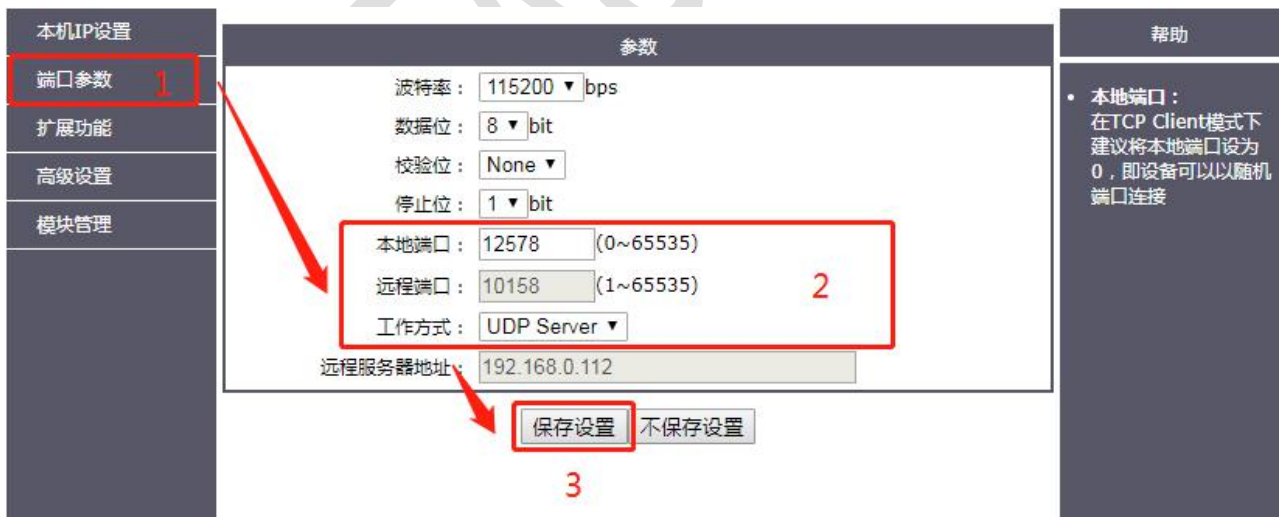 本机IP设置
端口参数 1
扩展功能
高级设置
模块管理
参数
波特率： 115200 ▼ bps
数据位： 8 ▼ bit
校验位： None ▼
停止位： 1 ▼ bit
本地端口： 12578 (0~65535)
远程端口： 10158 (1~65535)
2
工作方式： UDP Server ▼
远程服务器地址： 192.168.0.112
保存设置 不保存设置
3
帮助
• 本地端口：
在TCP Client模式下
建议将本地端口设为
0，即设备可以以随机
端口连接